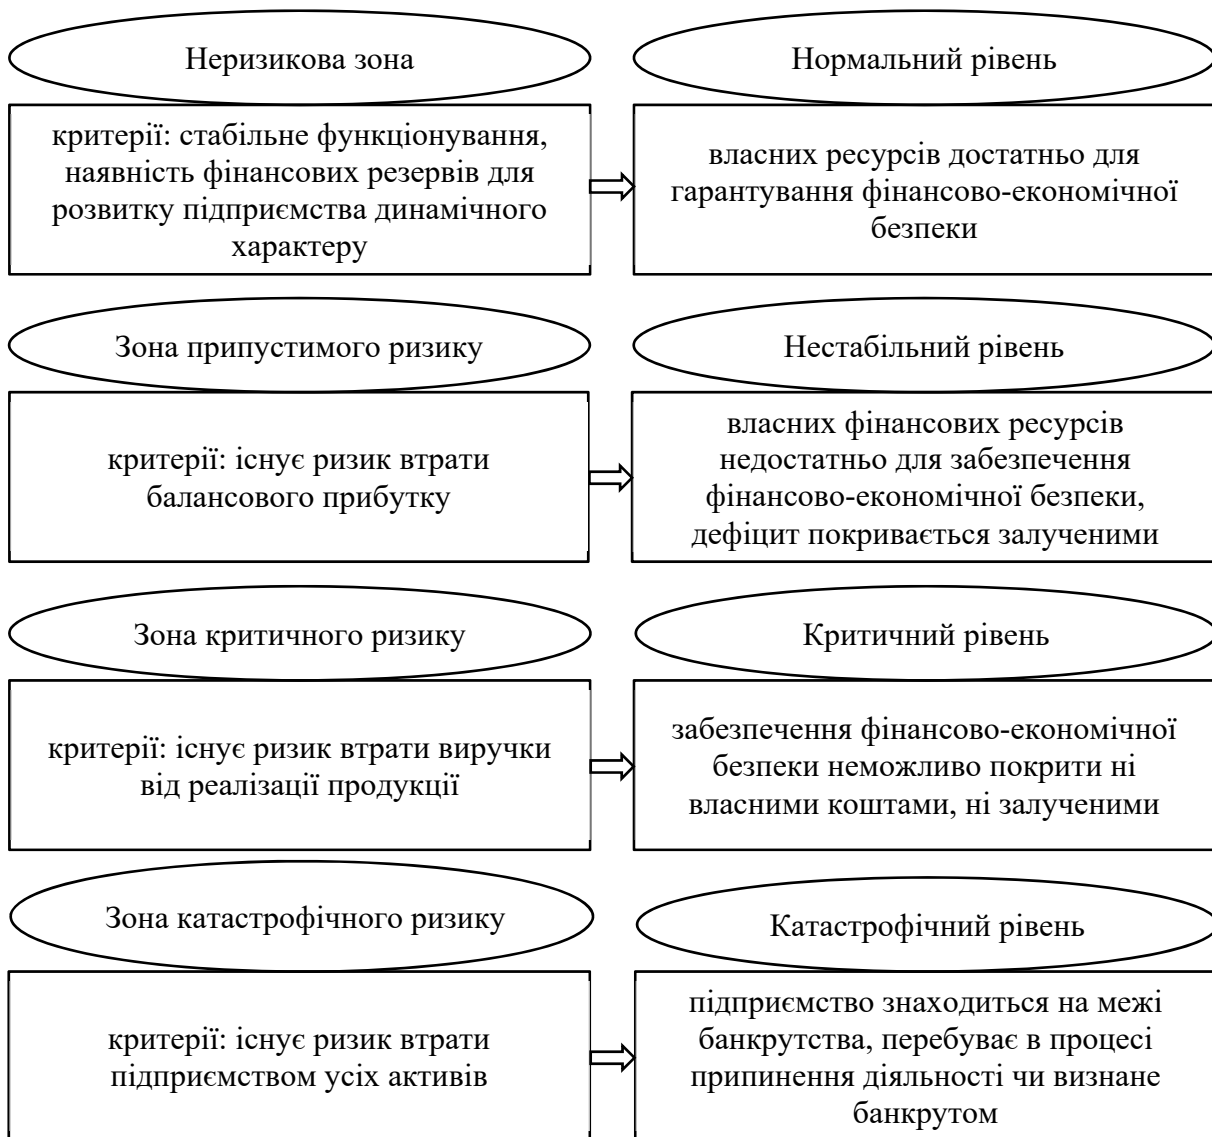 Неризикова зона
Нормальний рівень
критерії: стабільне функціонування,
наявність фінансових резервів для
розвитку підприємства динамічного
характеру
власних ресурсів достатньо для
гарантування фінансово-економічної
безпеки
Зона припустимого ризику
Нестабільний рівень
критерії: існує ризик втрати
балансового прибутку
власних фінансових ресурсів
недостатньо для забезпечення
фінансово-економічної безпеки,
дефіцит покривається залученими
Зона критичного ризику
Критичний рівень
критерії: існує ризик втрати виручки
від реалізації продукції
забезпечення фінансово-економічної
безпеки неможливо покрити ні
власними коштами, ні залученими
Зона катастрофічного ризику
Катастрофічний рівень
критерії: існує ризик втрати
підприємством усіх активів
підприємство знаходиться на межі
банкрутства, перебуває в процесі
припинення діяльності чи визнане
банкрутом